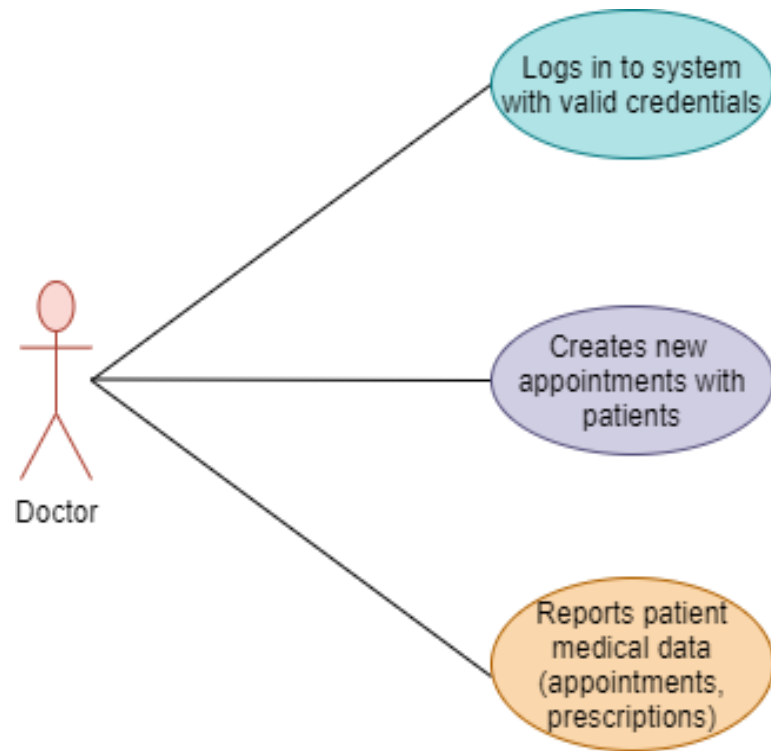 Logs in to system
with valid credentials
Creates new
appointments with
patients
Doctor
Reports patient
medical data
(appointments,
prescriptions)